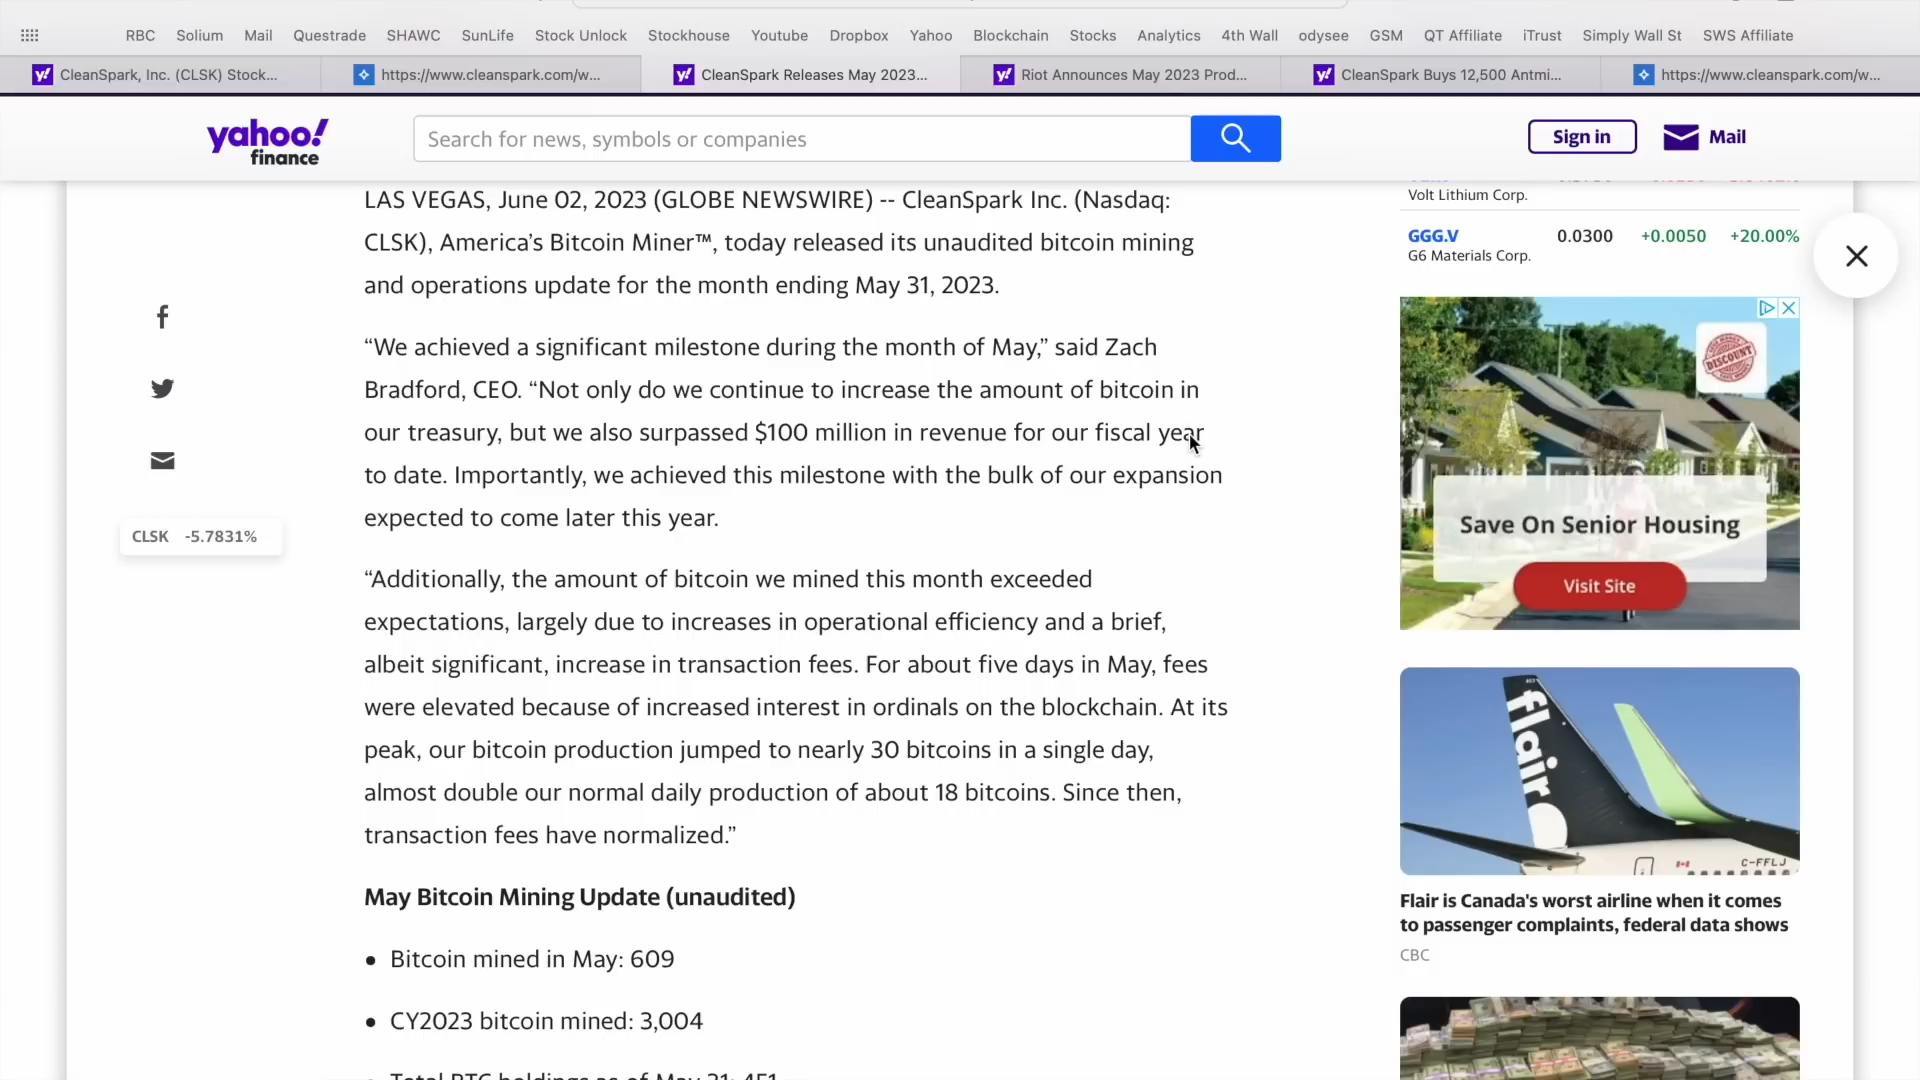 RBC Solium Mail Questrade SHAWC SunLife Stock Unlock Stockhouse Youtube Dropbox Yahoo Blockchain Stocks Analytics 4th Wall odysee GSM QT Affiliate iTrust Simply Wall St SWS Affiliate
CleanSpark, Inc. (CLSK) Stock... https://www.cleanspark.com/w... CleanSpark Releases May 2023... Riot Announces May 2023 Prod... CleanSpark Buys 12,500 Antmi... https://www.cleanspark.com/w...
yahoo! finance
Search for news, symbols or companies
Sign in
Mail
LAS VEGAS, June 02, 2023 (GLOBE NEWSWIRE) -- CleanSpark Inc. (Nasdaq:
CLSK), America’s Bitcoin Miner™, today released its unaudited bitcoin mining
and operations update for the month ending May 31, 2023.
“We achieved a significant milestone during the month of May,” said Zach
Bradford, CEO. “Not only do we continue to increase the amount of bitcoin in
our treasury, but we also surpassed $100 million in revenue for our fiscal year
to date. Importantly, we achieved this milestone with the bulk of our expansion
expected to come later this year.
“Additionally, the amount of bitcoin we mined this month exceeded
expectations, largely due to increases in operational efficiency and a brief,
albeit significant, increase in transaction fees. For about five days in May, fees
were elevated because of increased interest in ordinals on the blockchain. At its
peak, our bitcoin production jumped to nearly 30 bitcoins in a single day,
almost double our normal daily production of about 18 bitcoins. Since then,
transaction fees have normalized.”
May Bitcoin Mining Update (unaudited)
• Bitcoin mined in May: 609
• CY2023 bitcoin mined: 3,004
• Total BTC holdings as of May 31: 451
CLSK -5.7831%
Volt Lithium Corp.
GGG.V 0.0300 +0.0050 +20.00%
G6 Materials Corp.
DISCOUNT
Save On Senior Housing
Visit Site
flair
C-FFLJ
Flair is Canada's worst airline when it comes
to passenger complaints, federal data shows
CBC